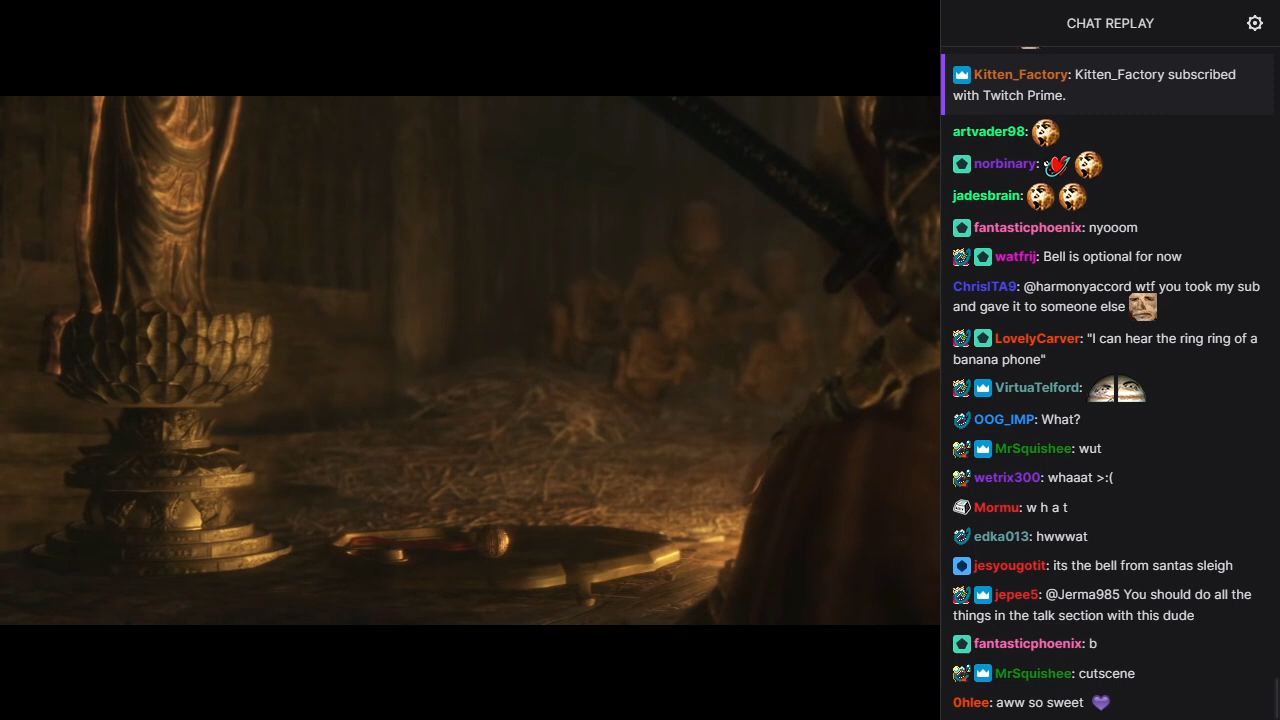 CHAT REPLAY
Kitten_Factory: Kitten_Factory subscribed
with Twitch Prime.
artvader98:
norbinary:
jadesbrain:
fantasticphoenix: nyooom
watfrij: Bell is optional for now
ChrisITA9: @harmonyaccord wtf you took my sub
and gave it to someone else
LovelyCarver: "I can hear the ring ring of a
banana phone"
VirtuaTelford:
OOG_IMP: What?
MrSquishee: wut
wetrix300: whaaat >:(
Mormu: w h a t
edka013: hwwwat
jesyougotit: its the bell from santas sleigh
jepee5: @Jerma985 You should do all the
things in the talk section with this dude
fantasticphoenix: b
MrSquishee: cutscene
0hlee: aww so sweet